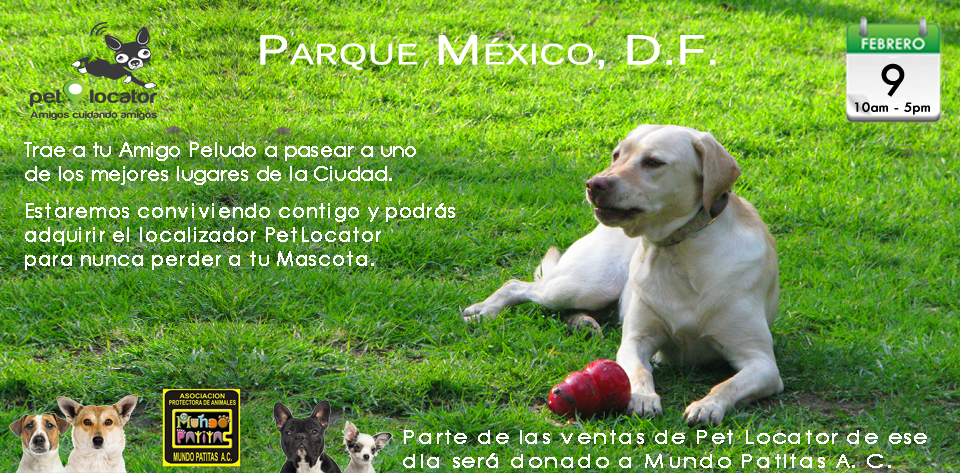 Parque México, D.F.
FEBRERO
9
10am - 5pm
pet locator
Amigos cuidando amigos
Trae a tu Amigo Peludo a pasear a uno
de los mejores lugares de la Ciudad.
Estaremos conviviendo contigo y podrás
adquirir el localizador PetLocator
para nunca perder a tu Mascota.
ASOCIACION
PROTECTORA DE ANIMALES
MUNDO
PATITAS
MUNDO PATITAS A.C.
Parte de las ventas de Pet Locator de ese
día será donado a Mundo Patitas A. C.